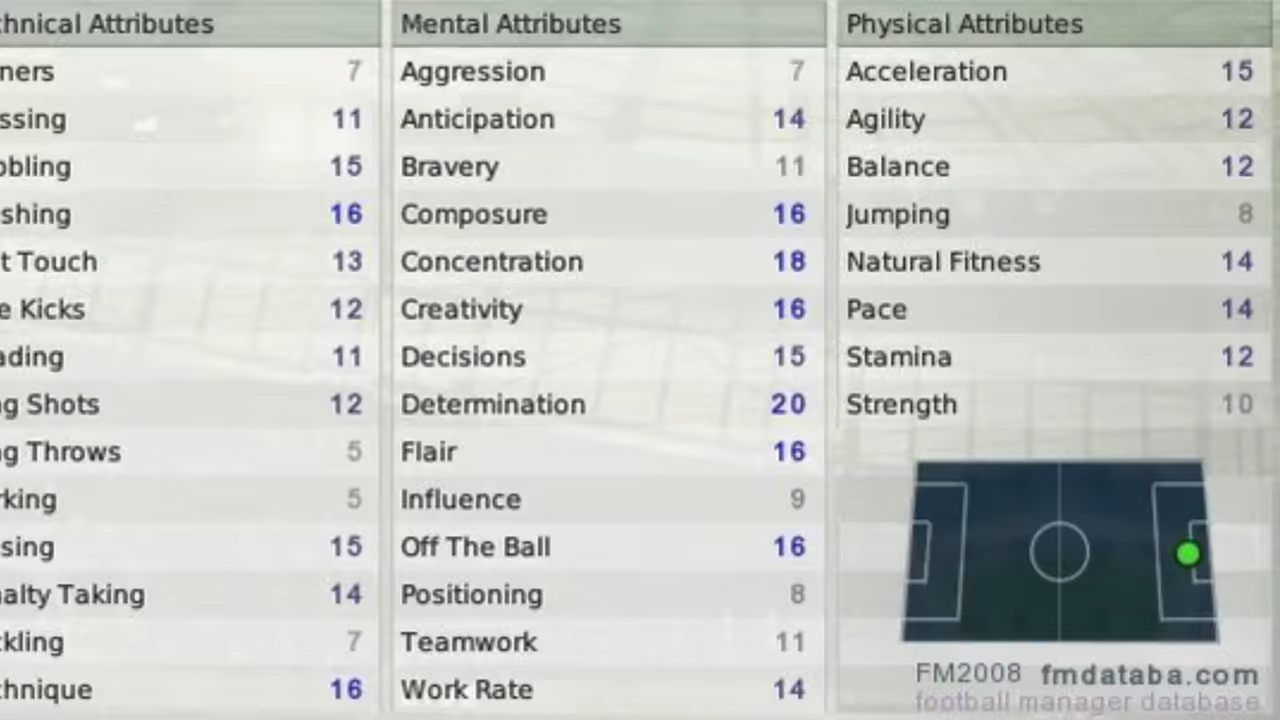 chnical Attributes Mental Attributes Physical Attributes
ners 7 Aggression 7 Acceleration 15
ssing 11 Anticipation 14 Agility 12
bbling 15 Bravery 11 Balance 12
shing 16 Composure 16 Jumping 8
t Touch 13 Concentration 18 Natural Fitness 14
e Kicks 12 Creativity 16 Pace 14
ading 11 Decisions 15 Stamina 12
g Shots 12 Determination 20 Strength 10
g Throws 5 Flair 16
rking 5 Influence 9
sing 15 Off The Ball 16
alty Taking 14 Positioning 8
ckling 7 Teamwork 11
chnique 16 Work Rate 14
FM2008 fmdataba.com
football manager database